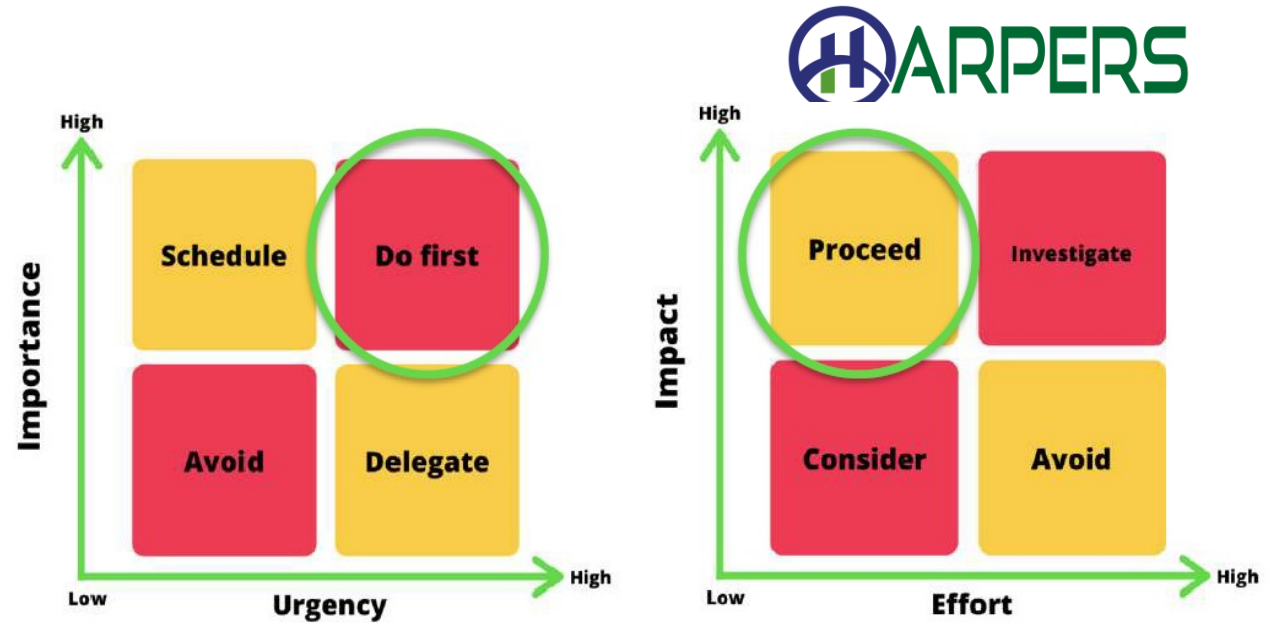 HARPERS
High
Importance
Schedule
Do first
Avoid
Delegate
Low
Urgency
High
High
Impact
Proceed
Investigate
Consider
Avoid
Low
Effort
High